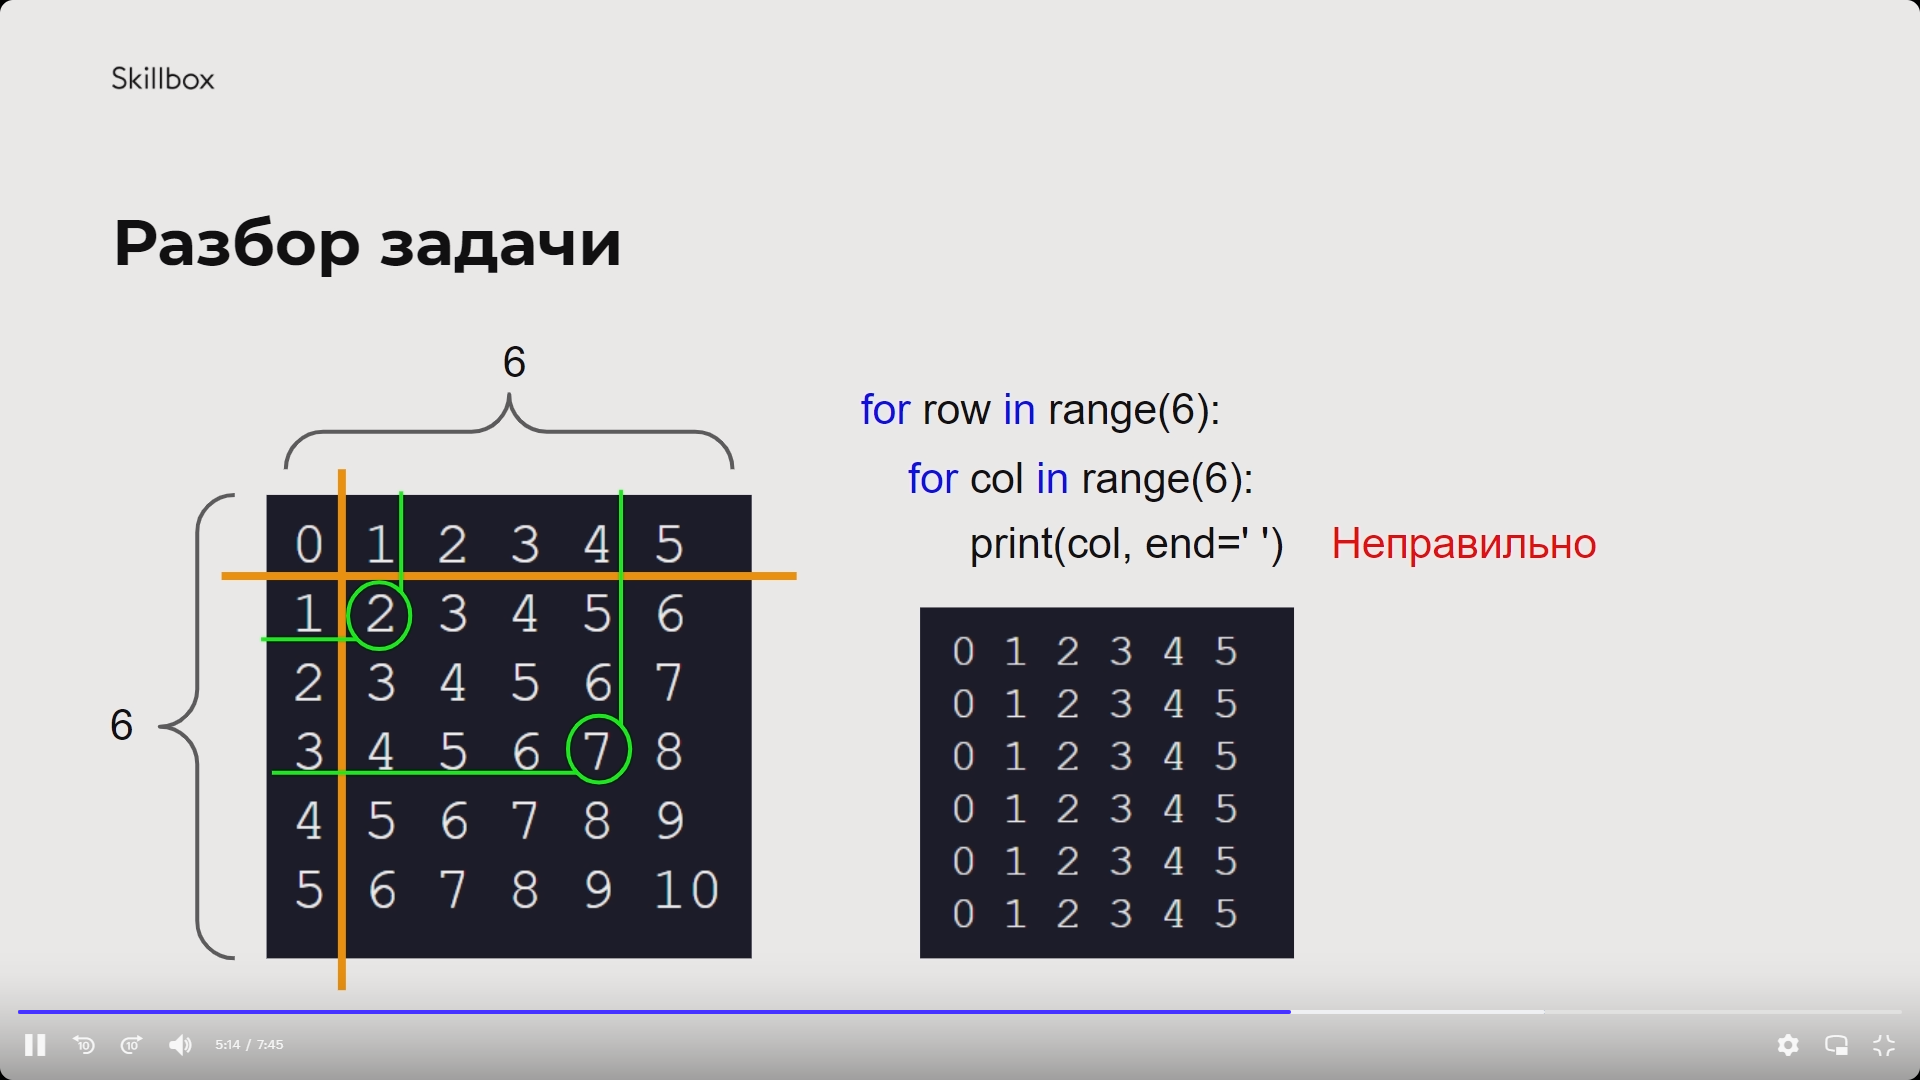 Skillbox
Разбор задачи
6
6
0 1 2 3 4 5
1 2 3 4 5 6
2 3 4 5 6 7
3 4 5 6 7 8
4 5 6 7 8 9
5 6 7 8 9 10
for row in range(6):
for col in range(6):
print(col, end=' ') Неправильно
0 1 2 3 4 5
0 1 2 3 4 5
0 1 2 3 4 5
0 1 2 3 4 5
0 1 2 3 4 5
0 1 2 3 4 5
10 10 5:14 / 7:45